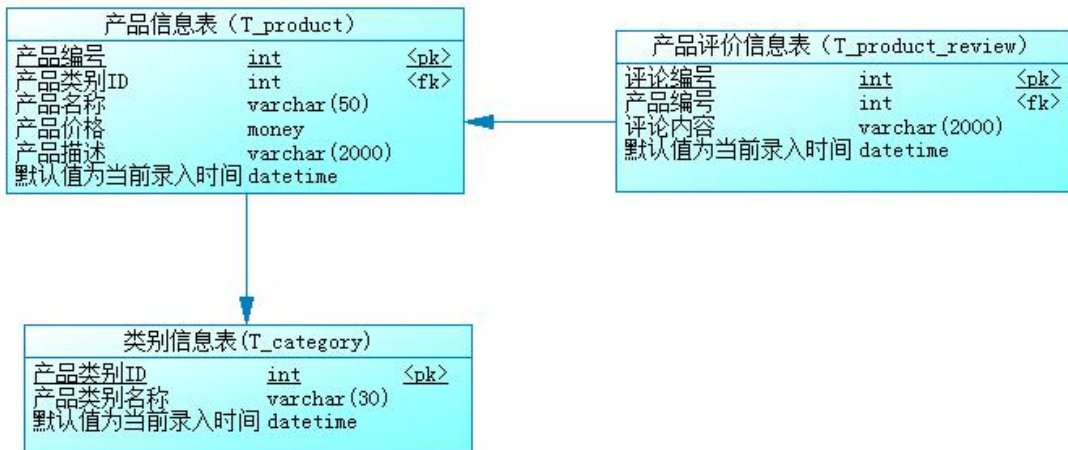 产品信息表（T_product）
产品编号 int <pk>
产品类别ID int <fk>
产品名称 varchar(50)
产品价格 money
产品描述 varchar(2000)
默认值为当前录入时间 datetime
产品评价信息表（T_product_review）
评论编号 int <pk>
产品编号 int <fk>
评论内容 varchar(2000)
默认值为当前录入时间 datetime
类别信息表(T_category)
产品类别ID int <pk>
产品类别名称 varchar(30)
默认值为当前录入时间 datetime